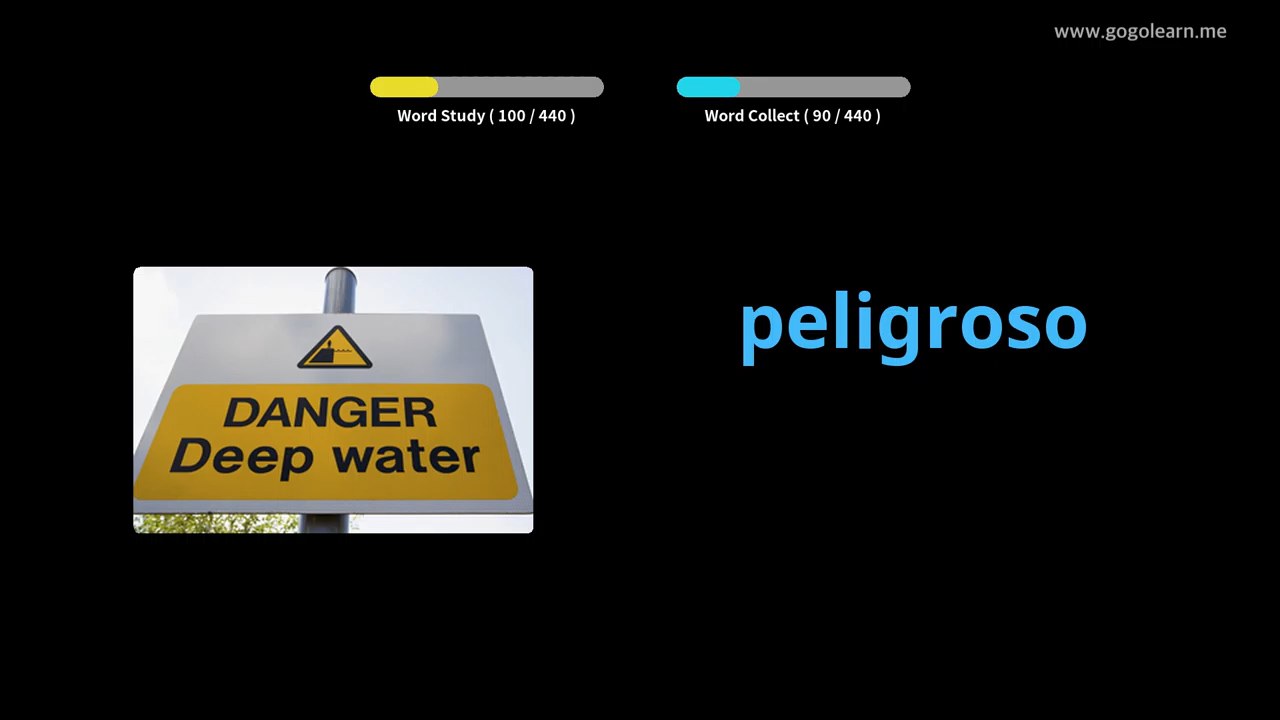 www.gogolearn.me
Word Study ( 100 / 440 )
Word Collect ( 90 / 440 )
DANGER
Deep water
peligroso